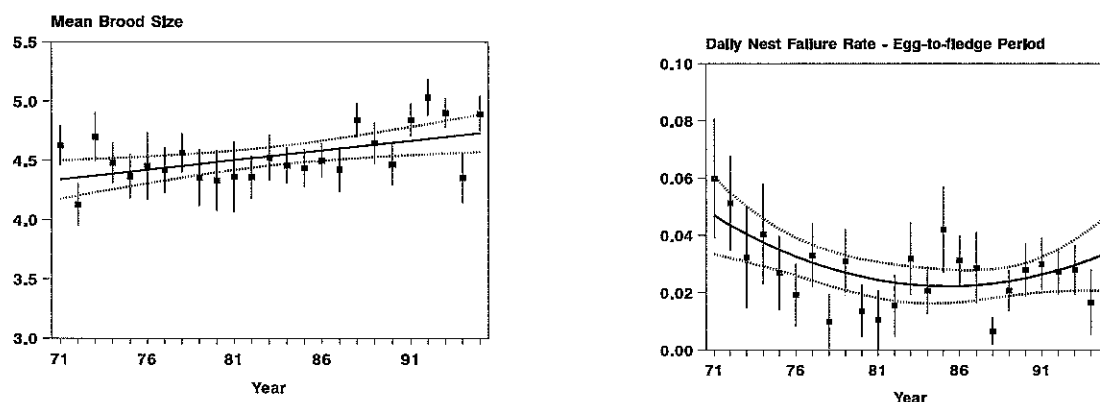 Mean Brood Size
5.5
5.0
4.5
4.0
3.5
3.0
71 76 81 86 91
Year
Daily Nest Failure Rate - Egg-to-fledge Period
0.10
0.08
0.06
0.04
0.02
0.00
71 76 81 86 91
Year